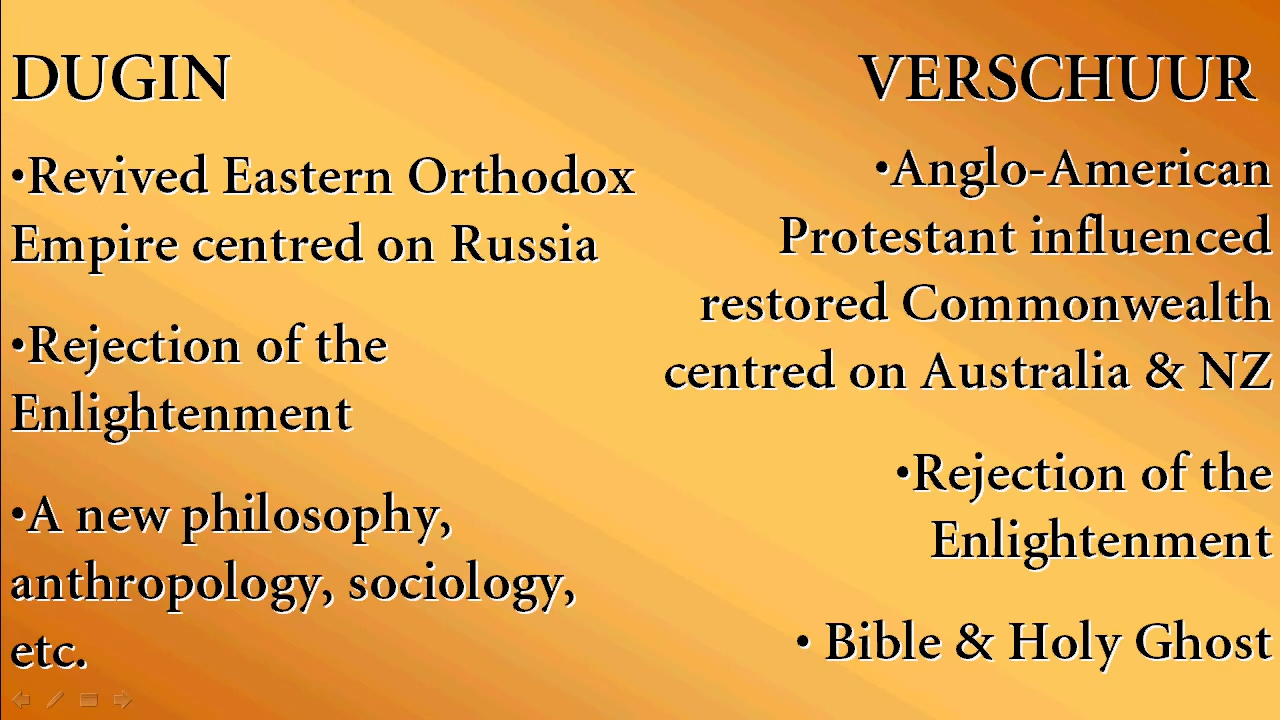 DUGIN
•Revived Eastern Orthodox
Empire centred on Russia
•Rejection of the
Enlightenment
•A new philosophy,
anthropology, sociology,
etc.
VERSCHUUR
•Anglo-American
Protestant influenced
restored Commonwealth
centred on Australia & NZ
•Rejection of the
Enlightenment
• Bible & Holy Ghost